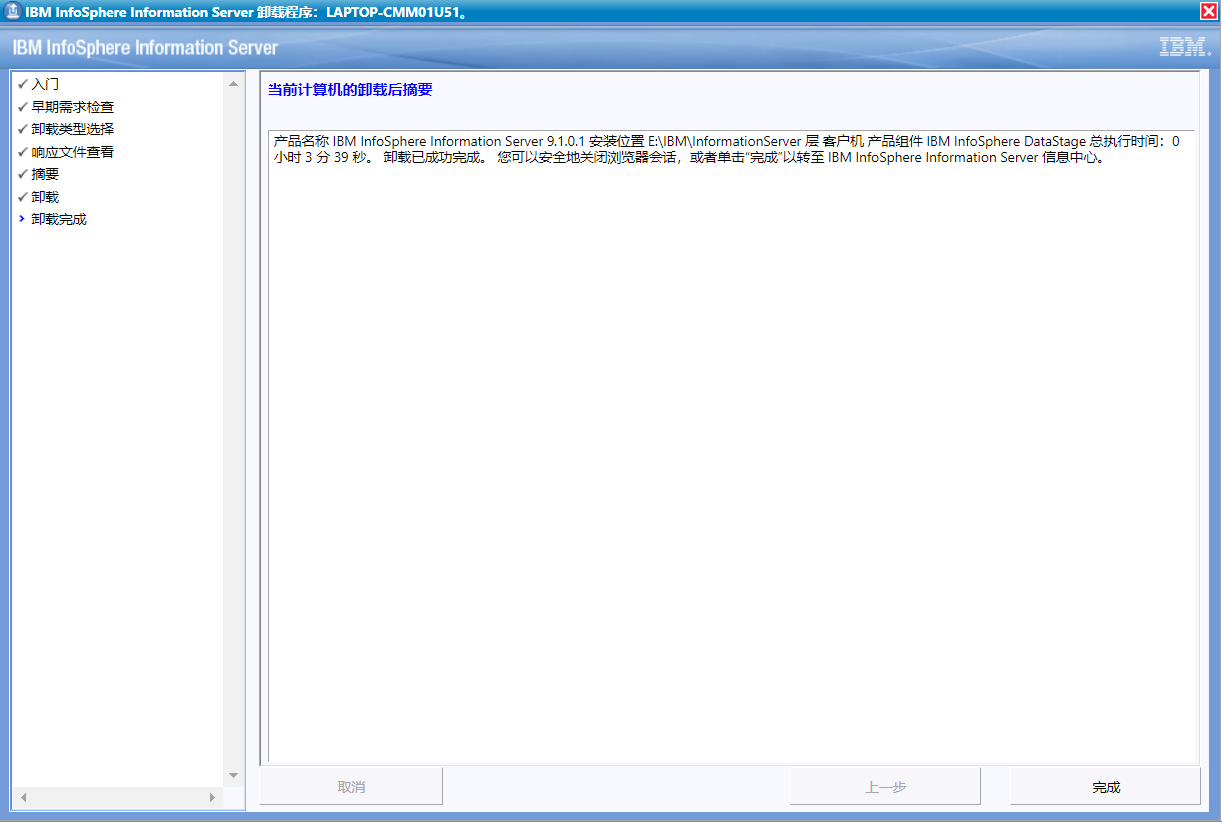 IBM InfoSphere Information Server 卸载程序：LAPTOP-CMM01U51。
IBM InfoSphere Information Server
IBM.
入门
早期需求检查
卸载类型选择
响应文件查看
摘要
卸载
卸载完成
当前计算机的卸载后摘要
产品名称 IBM InfoSphere Information Server 9.1.0.1 安装位置 E:\IBM\InformationServer 层 客户机 产品组件 IBM InfoSphere DataStage 总执行时间：0
小时 3 分 39 秒。 卸载已成功完成。 您可以安全地关闭浏览器会话，或者单击“完成”以转至 IBM InfoSphere Information Server 信息中心。
取消
上一步
完成